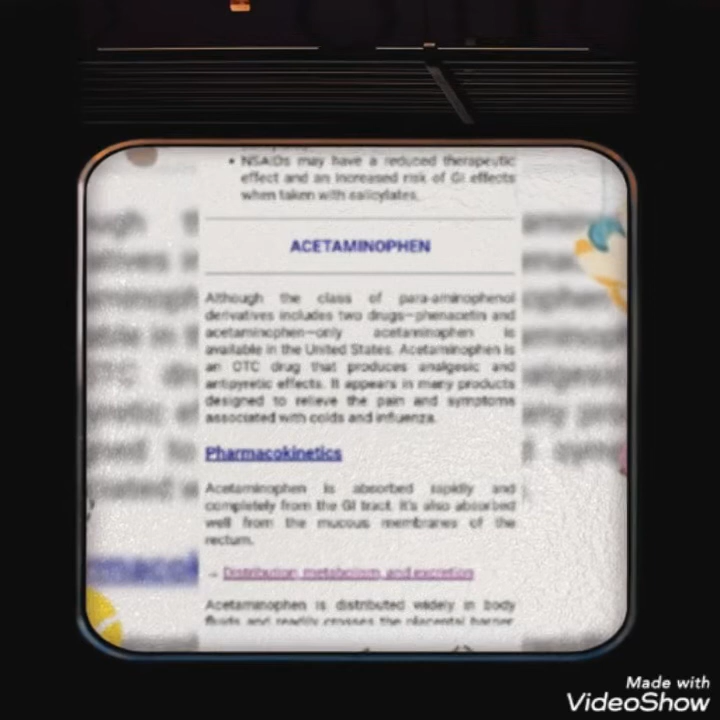 • NSAIDs may have a reduced therapeutic
effect and an increased risk of GI effects
when taken with salicylates.
ACETAMINOPHEN
Although the class of para-aminophenol
derivatives includes two drugs—phenacetin and
acetaminophen—only acetaminophen is
available in the United States. Acetaminophen is
an OTC drug that produces analgesic and
antipyretic effects. It appears in many products
designed to relieve the pain and symptoms
associated with colds and influenza.
Pharmacokinetics
Acetaminophen is absorbed rapidly and
completely from the GI tract. It's also absorbed
well from the mucous membranes of the
rectum.
→ Distribution, metabolism, and excretion
Acetaminophen is distributed widely in body
fluids and readily crosses the placental barrier.
Made with
VideoShow